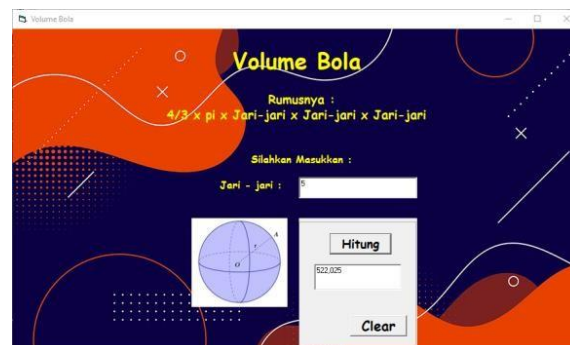 Volume Bola
Volume Bola
Rumusnya :
4/3 x pi x Jari-jari x Jari-jari x Jari-jari
Silahkan Masukkan :
Jari - jari :
5
A
r
O
Hitung
522,025
Clear